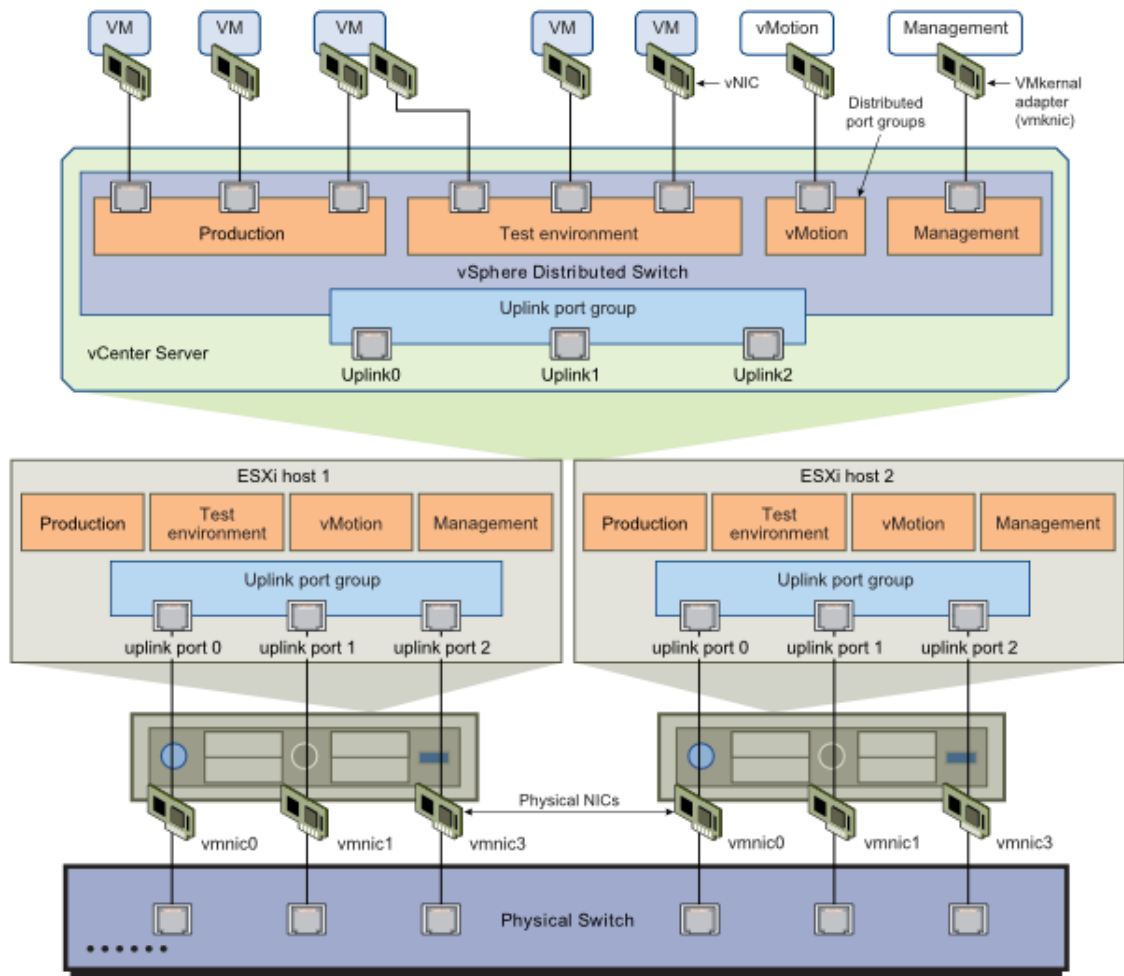 VM
VM
VM
VM
VM
vMotion
Management
vNIC
Distributed
port groups
VMkernal
adapter
(vmknic)
Production
Test environment
vMotion
Management
vSphere Distributed Switch
Uplink port group
vCenter Server
Uplink0
Uplink1
Uplink2
ESXi host 1
Production
Test
environment
vMotion
Management
Uplink port group
uplink port 0
uplink port 1
uplink port 2
ESXi host 2
Production
Test
environment
vMotion
Management
Uplink port group
uplink port 0
uplink port 1
uplink port 2
Physical NICs
vmnic0
vmnic1
vmnic3
vmnic0
vmnic1
vmnic3
Physical Switch